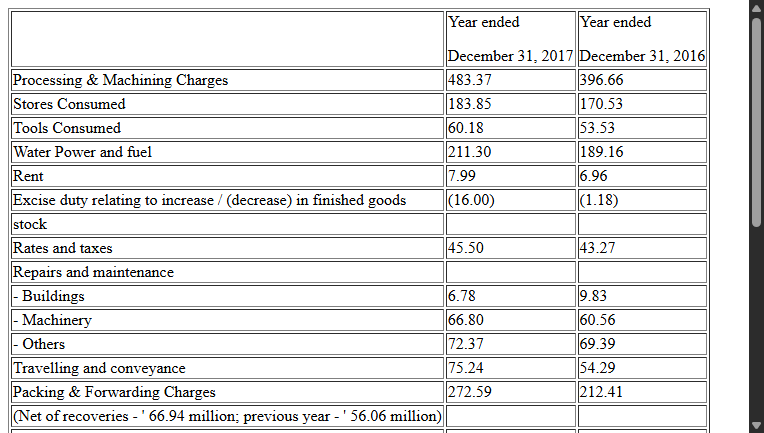 Year ended Year ended
December 31, 2017 December 31, 2016
Processing & Machining Charges 483.37 396.66
Stores Consumed 183.85 170.53
Tools Consumed 60.18 53.53
Water Power and fuel 211.30 189.16
Rent 7.99 6.96
Excise duty relating to increase / (decrease) in finished goods (16.00) (1.18)
stock
Rates and taxes 45.50 43.27
Repairs and maintenance
- Buildings 6.78 9.83
- Machinery 66.80 60.56
- Others 72.37 69.39
Travelling and conveyance 75.24 54.29
Packing & Forwarding Charges 272.59 212.41
(Net of recoveries - ' 66.94 million; previous year - ' 56.06 million)